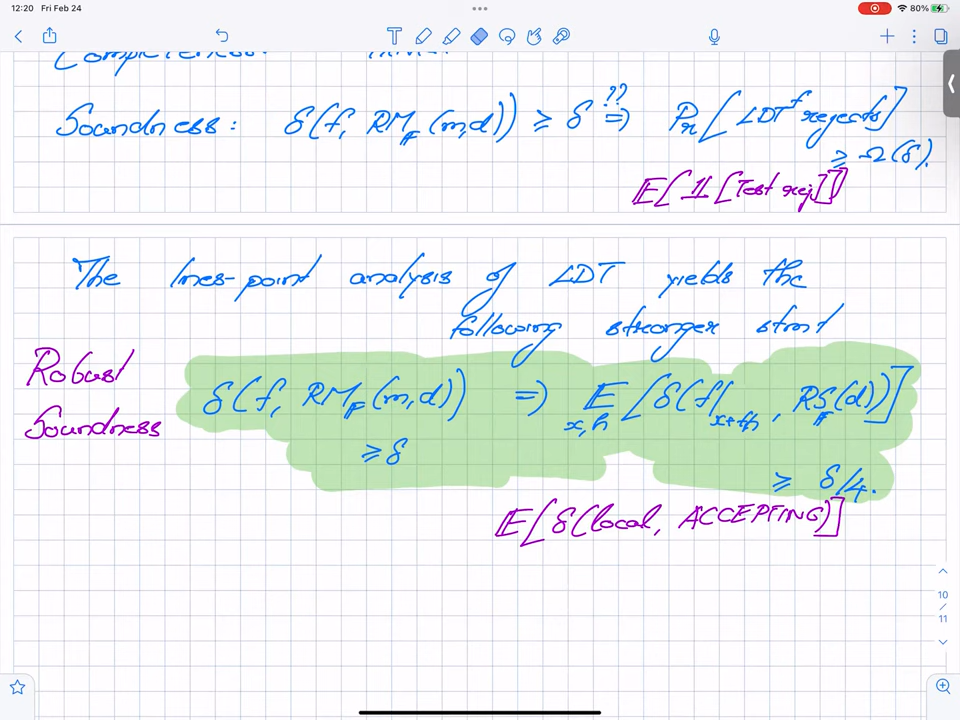 12:20 Fri Feb 24
80%
Completeness:
Soundness: δ(f, RM_F(m,d)) ≥ δ ⇒ ?? Pr[LDT^f rejects]
≥ Ω(δ).
E[1[Test rej]]
The lines-point analysis of LDT yields the
following stronger stmt
Robust
Soundness
δ(f, RM_F(m,d)) ⇒ E_{x,h}[δ(f|_{x+th}, RS_F(d))]
≥ δ
≥ δ/4.
E[δ(local, ACCEPTING)]
10
/
11